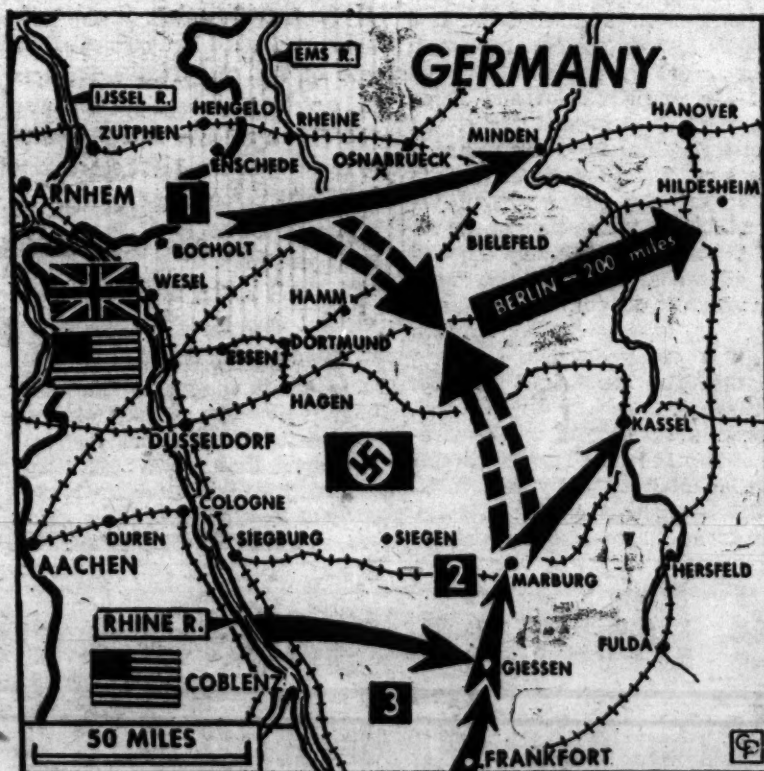 GERMANY
EMS R.
IJSSEL R.
HENGELO
RHEINE
ZUTPHEN
ENSCHEDE
OSNABRUECK
MINDEN
HANOVER
ARNHEM
1
HILDESHEIM
BOCHOLT
BIELEFELD
WESEL
HAMM
BERLIN — 200 miles
ESSEN
DORTMUND
HAGEN
DUSSELDORF
KASSEL
COLOGNE
DUREN
SIEGBURG
SIEGEN
AACHEN
2
MARBURG
HERSFELD
RHINE R.
FULDA
GIESSEN
COBLENZ
3
50 MILES
FRANKFORT
CP